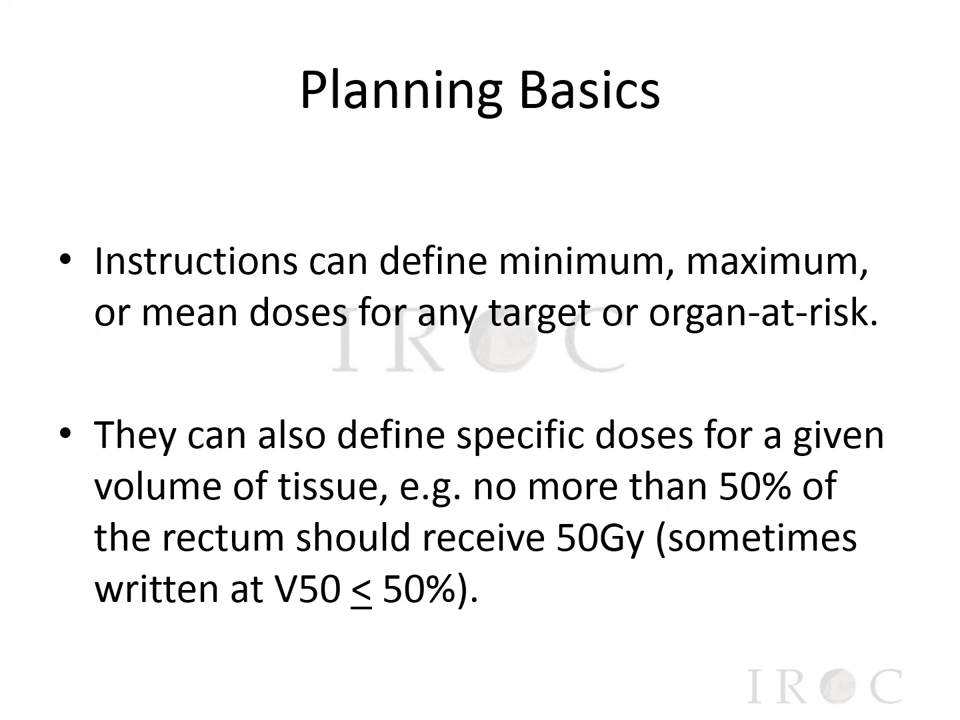 Planning Basics
• Instructions can define minimum, maximum,
or mean doses for any target or organ-at-risk.
IROC
• They can also define specific doses for a given
volume of tissue, e.g. no more than 50% of
the rectum should receive 50Gy (sometimes
written at V50 < 50%).
IROC